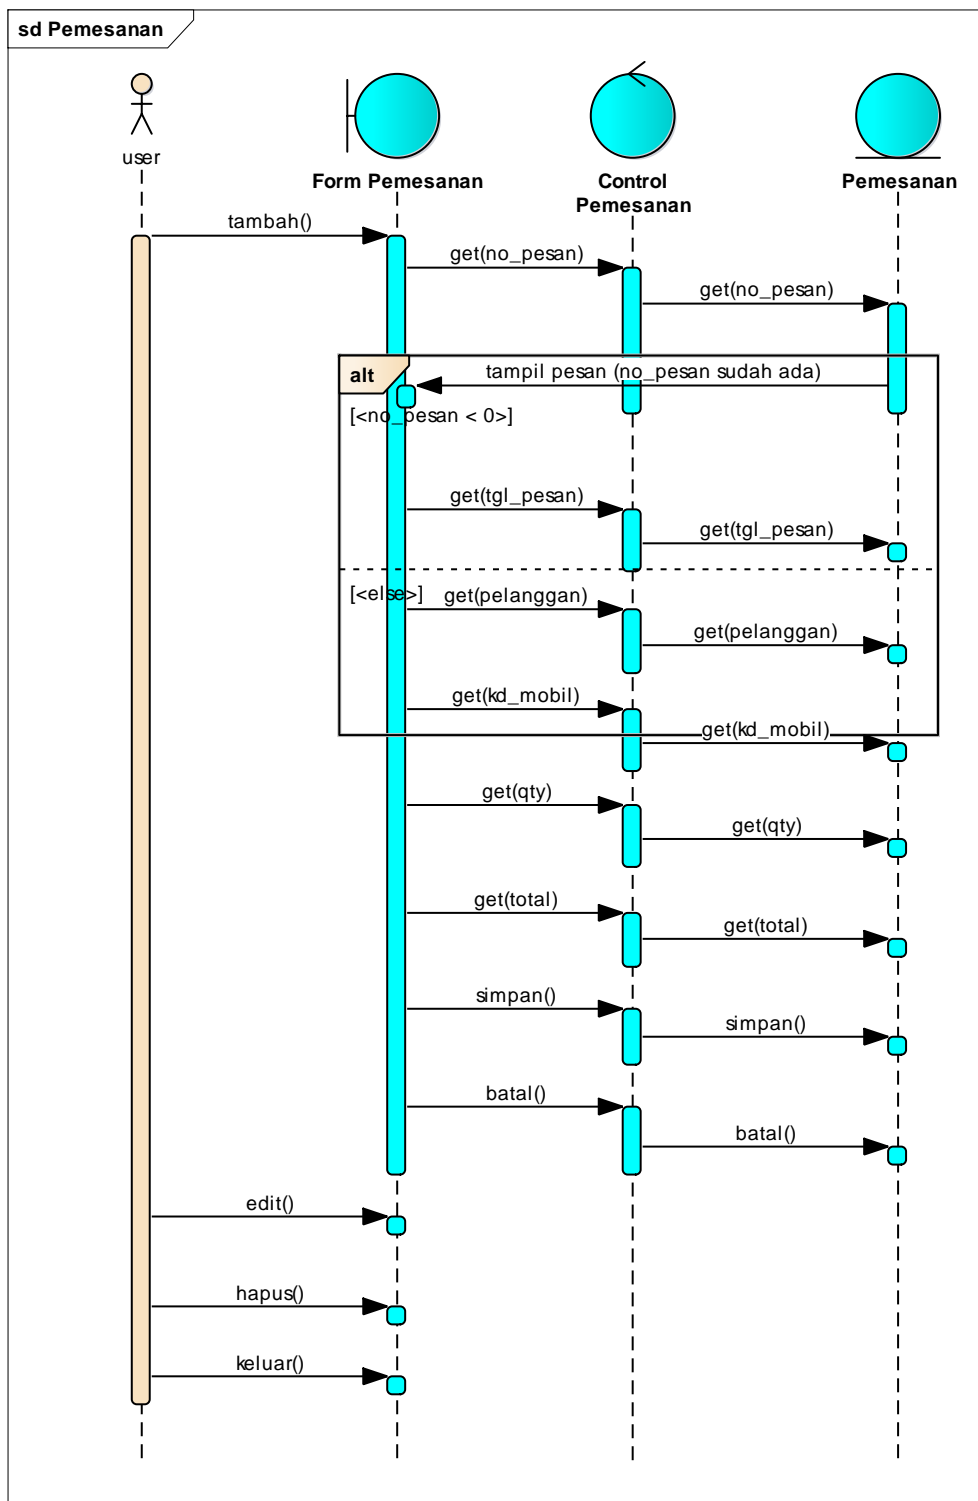 sd Pemesanan
user
Form Pemesanan
Control
Pemesanan
Pemesanan
tambah()
get(no_pesan)
get(no_pesan)
alt
tampil pesan (no_pesan sudah ada)
[<no_pesan < 0>]
get(tgl_pesan)
get(tgl_pesan)
[<else>]
get(pelanggan)
get(pelanggan)
get(kd_mobil)
get(kd_mobil)
get(qty)
get(qty)
get(total)
get(total)
simpan()
simpan()
batal()
batal()
edit()
hapus()
keluar()